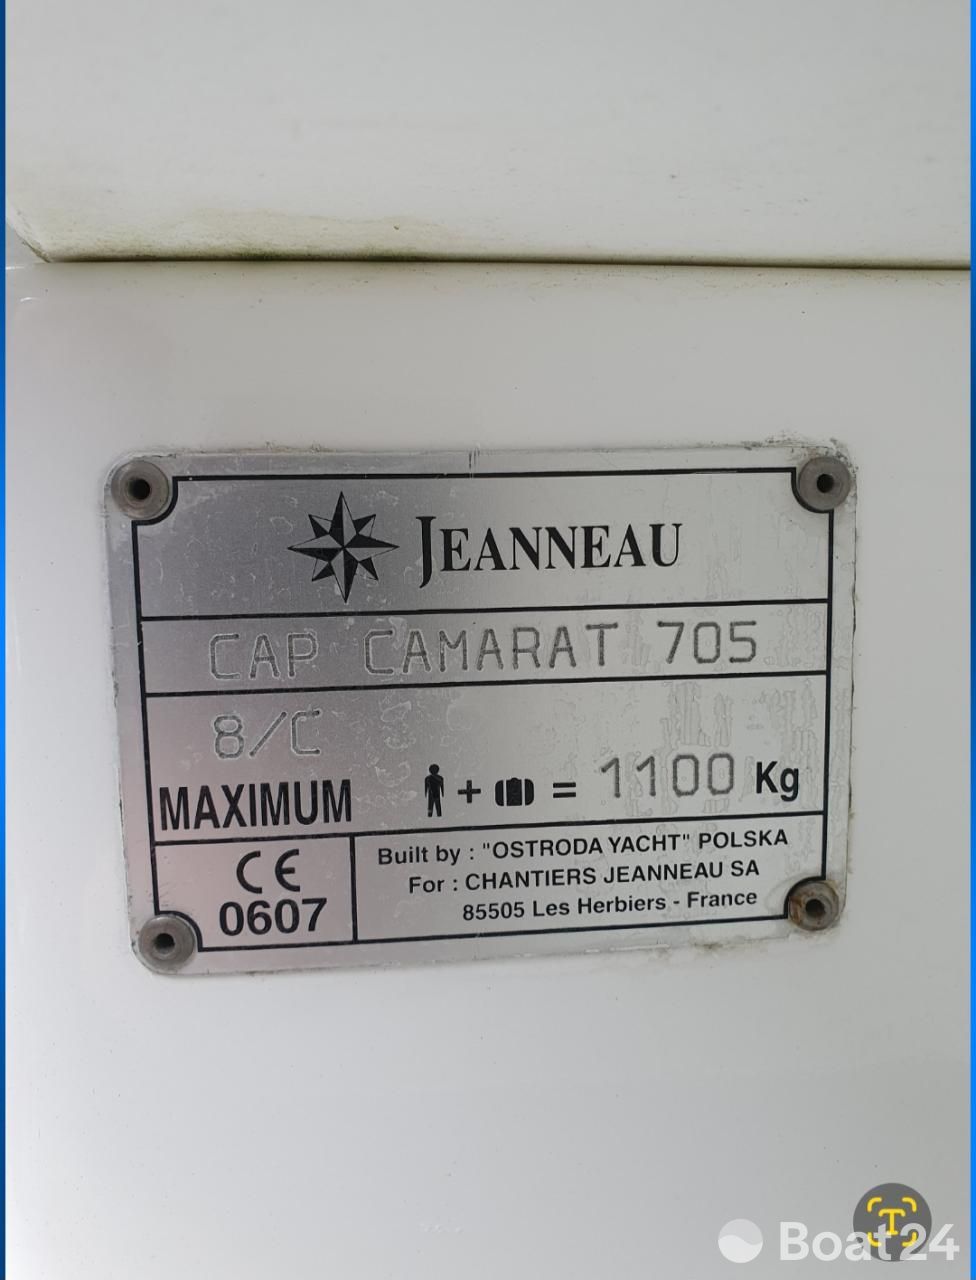 JEANNEAU
CAP CAMARAT 705
8/C
MAXIMUM + = 1100 Kg
CE
0607
Built by : "OSTRODA YACHT" POLSKA
For : CHANTIERS JEANNEAU SA
85505 Les Herbiers - France
T
Boat24